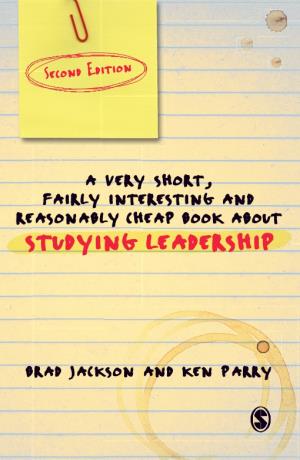 SECOND EDITION
A VERY SHORT,
FAIRLY INTERESTING AND
REASONABLY CHEAP BOOK ABOUT
STUDYING LEADERSHIP
BRAD JACKSON AND KEN PARRY
S